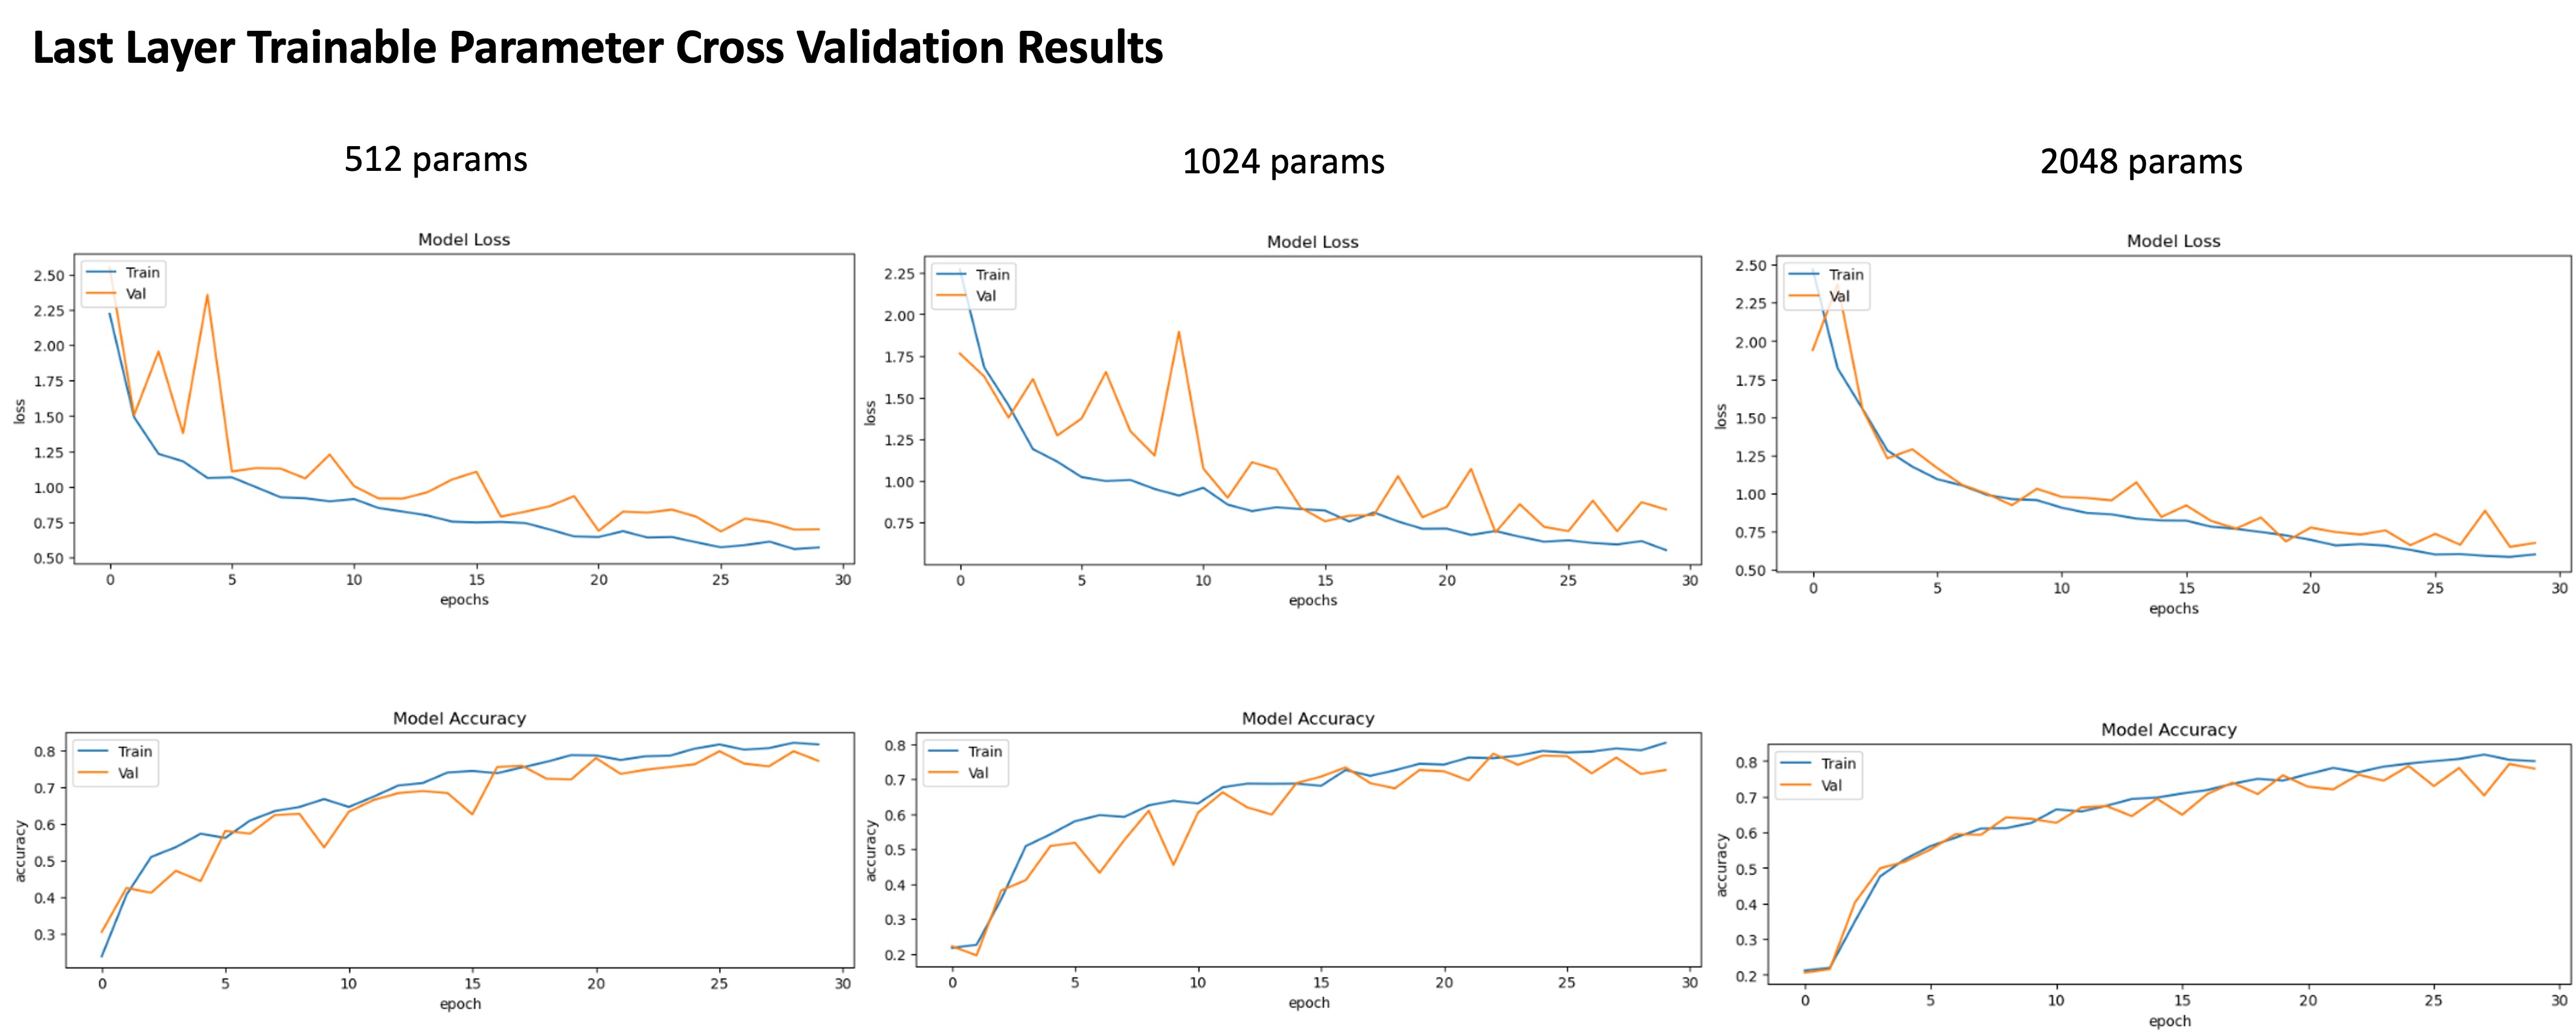 Last Layer Trainable Parameter Cross Validation Results
512 params
1024 params
2048 params
Model Loss
Train
Val
2.50
2.25
2.00
1.75
1.50
1.25
1.00
0.75
0.50
loss
0 5 10 15 20 25 30
epochs
Model Loss
Train
Val
2.25
2.00
1.75
1.50
1.25
1.00
0.75
loss
0 5 10 15 20 25 30
epochs
Model Loss
Train
Val
2.50
2.25
2.00
1.75
1.50
1.25
1.00
0.75
0.50
loss
0 5 10 15 20 25 30
epochs
Model Accuracy
Train
Val
0.8
0.7
0.6
0.5
0.4
0.3
accuracy
0 5 10 15 20 25 30
epoch
Model Accuracy
Train
Val
0.8
0.7
0.6
0.5
0.4
0.3
0.2
accuracy
0 5 10 15 20 25 30
epoch
Model Accuracy
Train
Val
0.8
0.7
0.6
0.5
0.4
0.3
0.2
accuracy
0 5 10 15 20 25 30
epoch